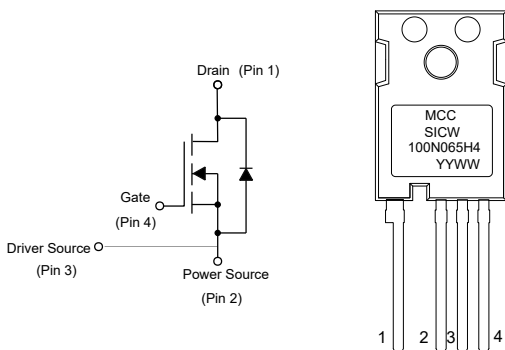 Drain (Pin 1)
Gate
(Pin 4)
Driver Source
(Pin 3)
Power Source
(Pin 2)
MCC
SICW
100N065H4
YYWW
1 2 3 4